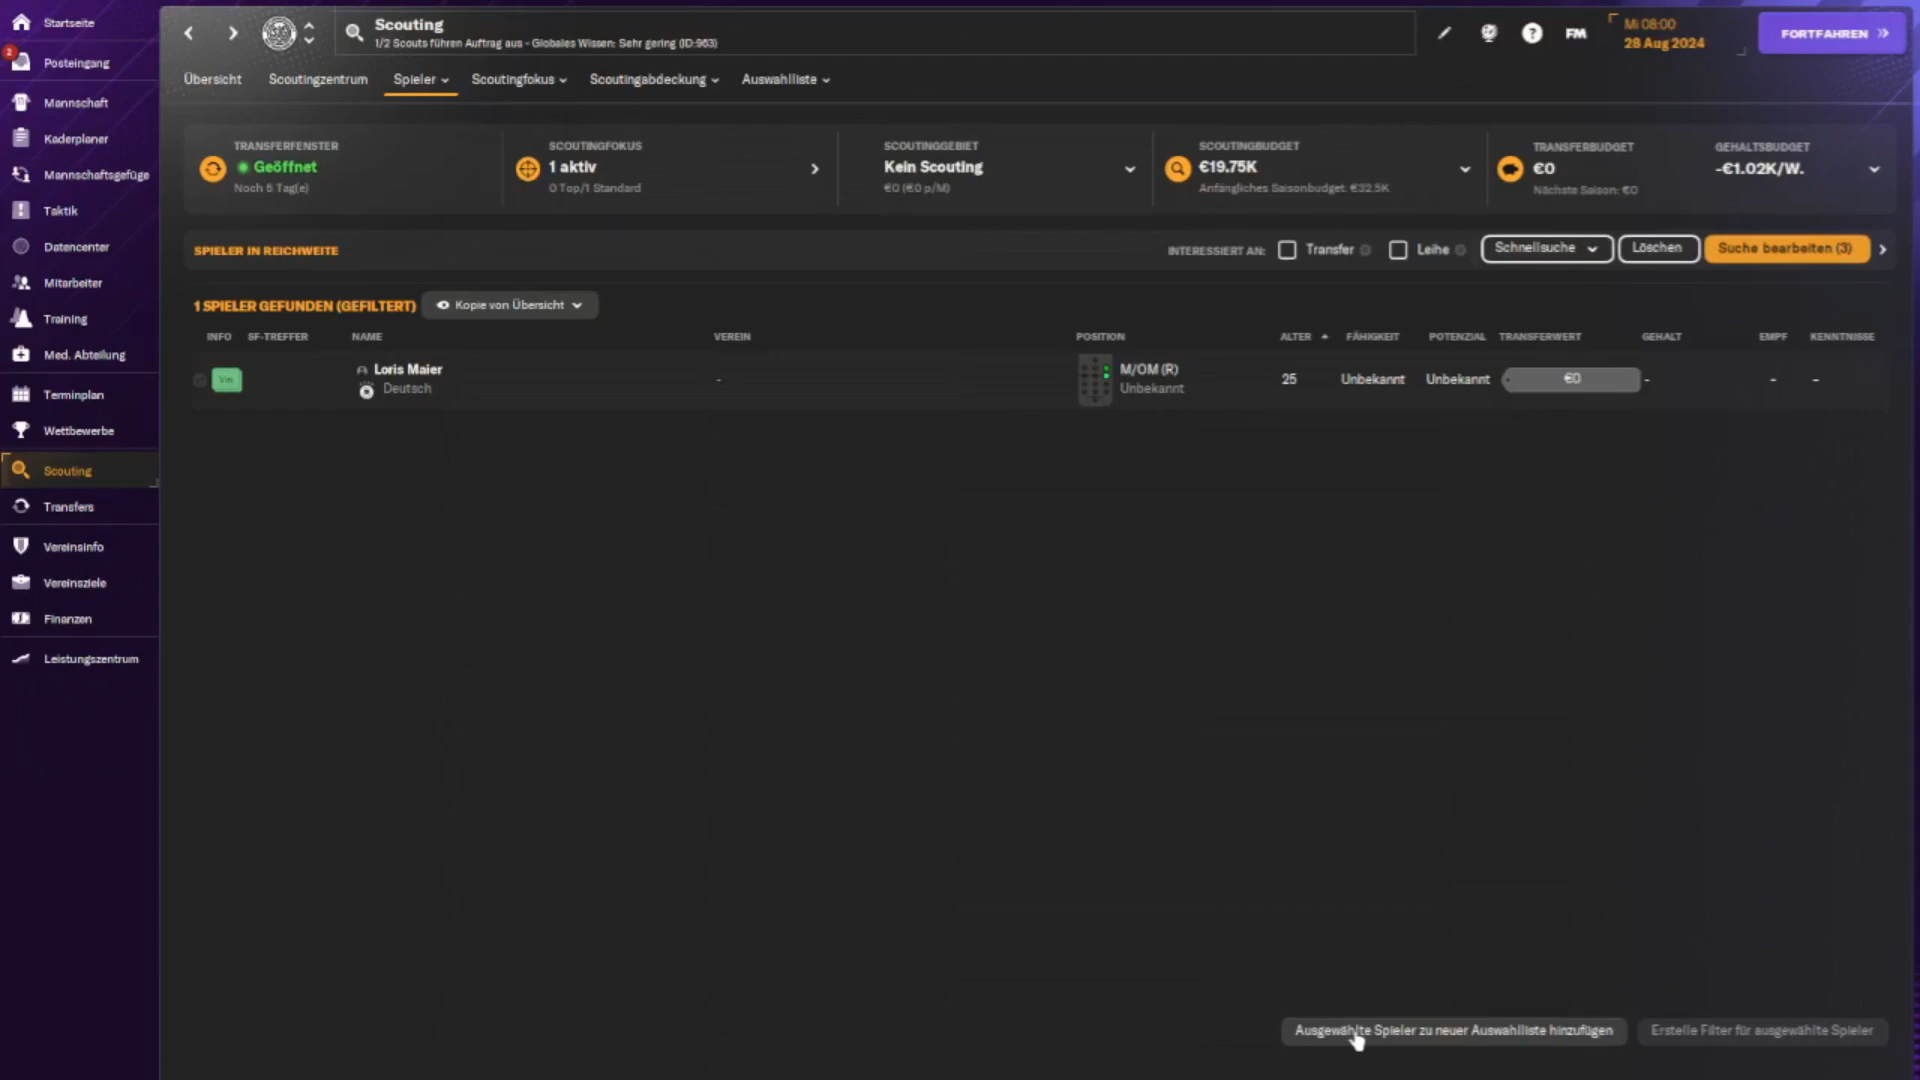 Startseite
2
Posteingang
Mannschaft
Kaderplaner
Mannschaftsgefüge
Taktik
Datencenter
Mitarbeiter
Training
Med. Abteilung
Terminplan
Wettbewerbe
Scouting
Transfers
Vereinsinfo
Vereinsziele
Finanzen
Leistungszentrum
Scouting
1/2 Scouts führen Auftrag aus - Globales Wissen: Sehr gering (ID:963)
FM
Mi 08:00
28 Aug 2024
FORTFAHREN
Übersicht
Scoutingzentrum
Spieler
Scoutingfokus
Scoutingabdeckung
Auswahlliste
TRANSFERFENSTER
Geöffnet
Noch 5 Tag(e)
SCOUTINGFOKUS
1 aktiv
0 Top/1 Standard
SCOUTINGGEBIET
Kein Scouting
€0 (€0 p/M)
SCOUTINGBUDGET
€19.75K
Anfängliches Saisonbudget: €32.5K
TRANSFERBUDGET
€0
Nächste Saison: €0
GEHALTSBUDGET
-€1.02K/W.
SPIELER IN REICHWEITE
INTERESSIERT AN:
Transfer
Leihe
Schnellsuche
Löschen
Suche bearbeiten (3)
1 SPIELER GEFUNDEN (GEFILTERT)
Kopie von Übersicht
INFO SF-TREFFER NAME VEREIN POSITION ALTER FÄHIGKEIT POTENZIAL TRANSFERWERT GEHALT EMPF KENNTNISSE
Vin
Loris Maier
Deutsch
-
M/OM (R)
Unbekannt
25
Unbekannt
Unbekannt
€0
-
-
-
Ausgewählte Spieler zu neuer Auswahlliste hinzufügen
Erstelle Filter für ausgewählte Spieler